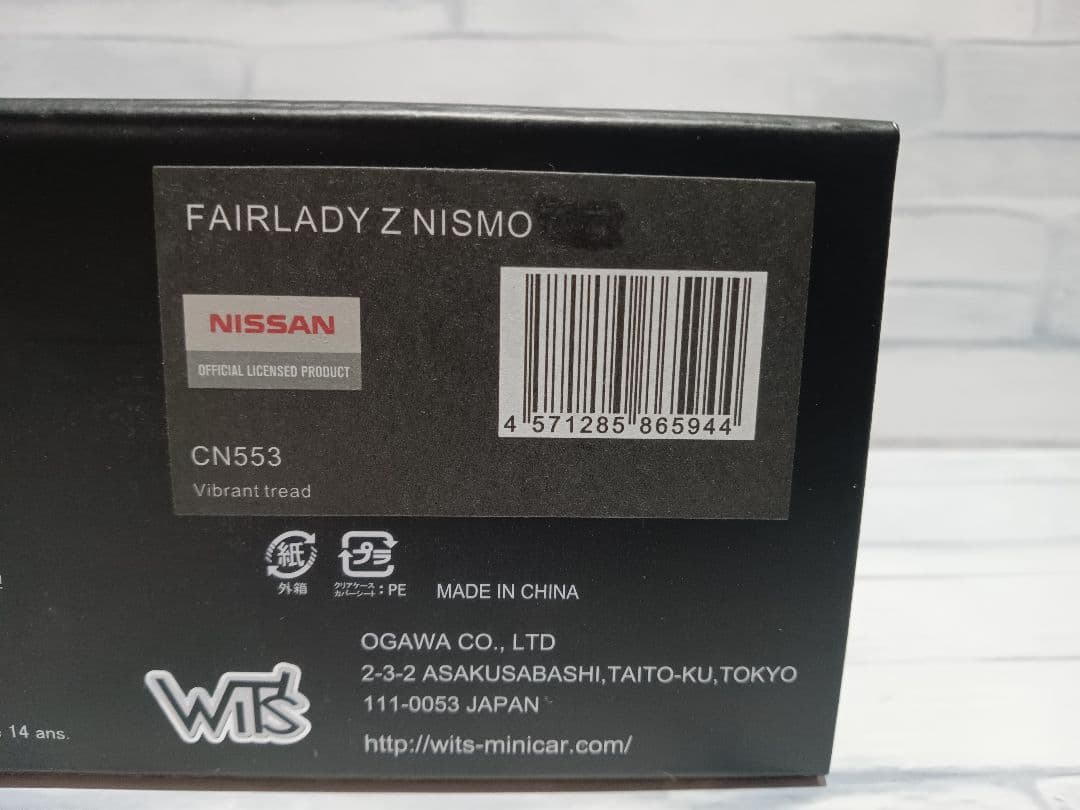 FAIRLADY Z NISMO
NISSAN
OFFICIAL LICENSED PRODUCT
4 571285 865944
CN553
Vibrant tread
紙
外箱
プラ
クリアケース
カバーシート : PE
MADE IN CHINA
OGAWA CO., LTD
2-3-2 ASAKUSABASHI,TAITO-KU,TOKYO
111-0053 JAPAN
WIT'S
http://wits-minicar.com/
14 ans.